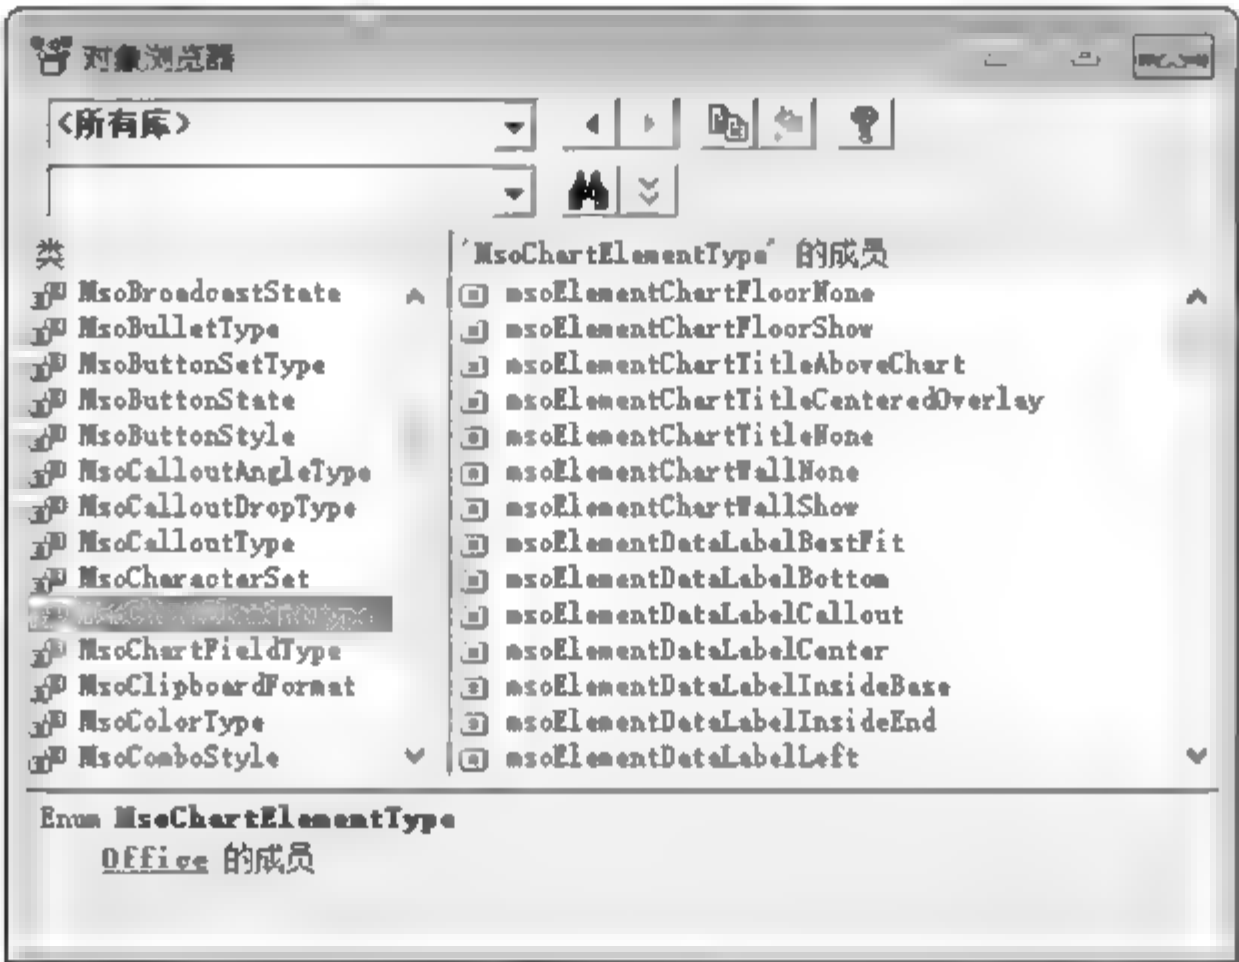 对象浏览器
<所有库>
类
MsoBroadcastState
MsoBulletType
MsoButtonSetType
MsoButtonState
MsoButtonStyle
MsoCalloutAngleType
MsoCalloutDropType
MsoCalloutType
MsoCharacterSet
MsoChartElementType
MsoChartFieldType
MsoClipboardFormat
MsoColorType
MsoComboStyle
'MsoChartElementType' 的成员
msoElementChartFloorNone
msoElementChartFloorShow
msoElementChartTitleAboveChart
msoElementChartTitleCenteredOverlay
msoElementChartTitleNone
msoElementChartWallNone
msoElementChartWallShow
msoElementDataLabelBestFit
msoElementDataLabelBottom
msoElementDataLabelCallout
msoElementDataLabelCenter
msoElementDataLabelInsideBase
msoElementDataLabelInsideEnd
msoElementDataLabelLeft
Enum MsoChartElementType
Office 的成员